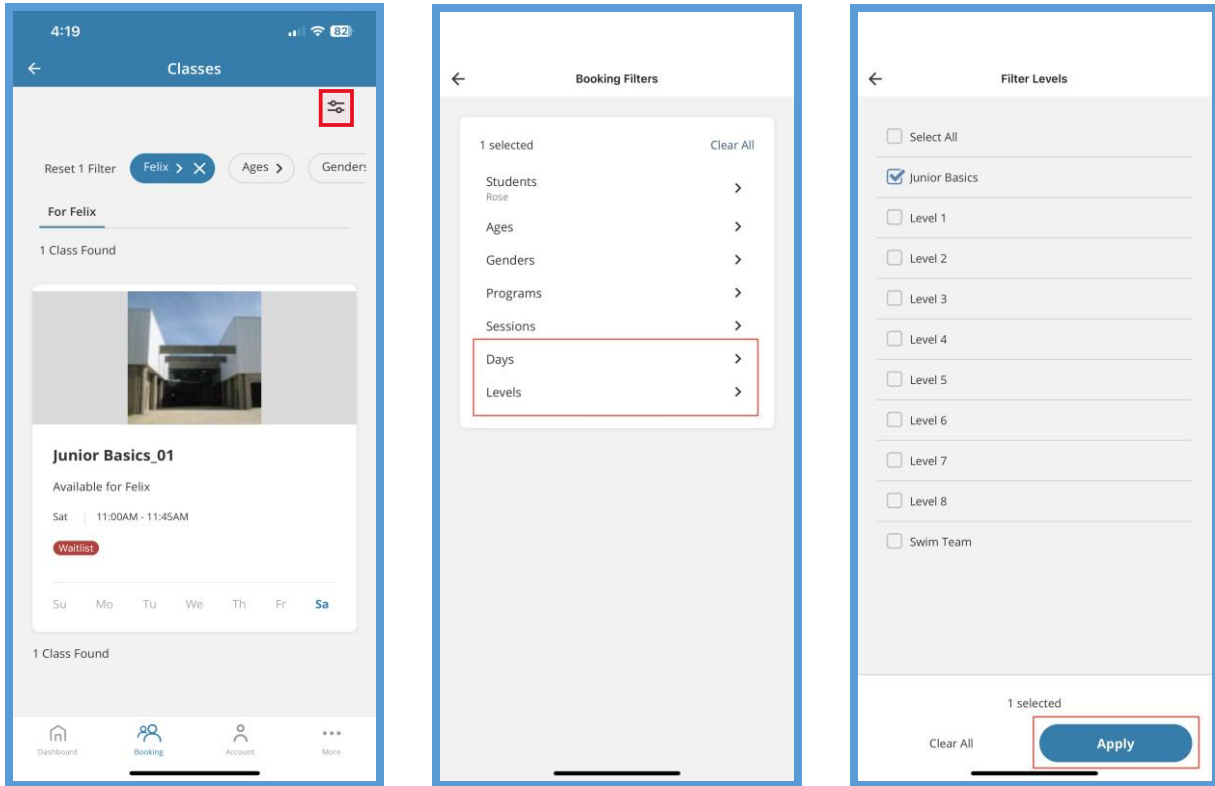 4:19
82
Classes
Reset 1 Filter
Felix
Ages
Genders
For Felix
1 Class Found
Junior Basics_01
Available for Felix
Sat 11:00AM - 11:45AM
Waitlist
Su Mo Tu We Th Fr Sa
1 Class Found
Dashboard
Booking
Account
More
Booking Filters
1 selected
Clear All
Students
Rose
Ages
Genders
Programs
Sessions
Days
Levels
Filter Levels
Select All
Junior Basics
Level 1
Level 2
Level 3
Level 4
Level 5
Level 6
Level 7
Level 8
Swim Team
1 selected
Clear All
Apply